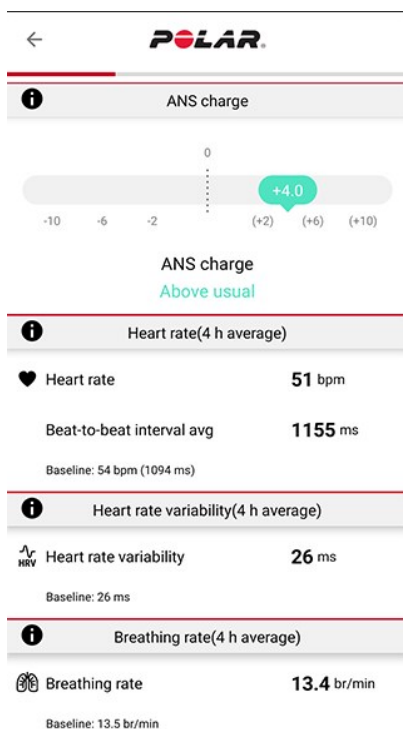 POLAR.
ANS charge
0
+4.0
-10 -6 -2 (+2) (+6) (+10)
ANS charge
Above usual
Heart rate(4 h average)
Heart rate 51 bpm
Beat-to-beat interval avg 1155 ms
Baseline: 54 bpm (1094 ms)
Heart rate variability(4 h average)
HRV Heart rate variability 26 ms
Baseline: 26 ms
Breathing rate(4 h average)
Breathing rate 13.4 br/min
Baseline: 13.5 br/min